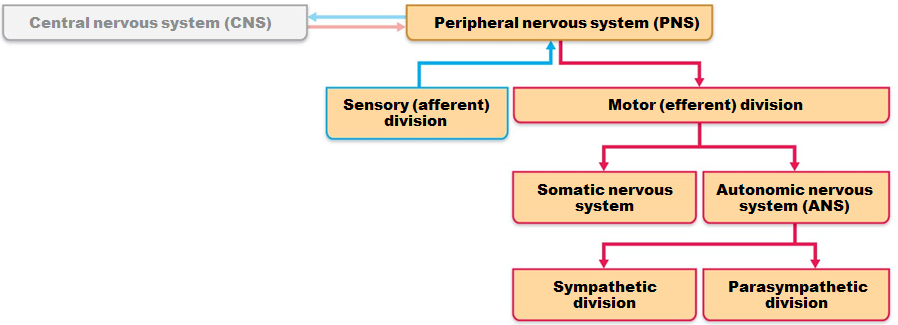 Central nervous system (CNS)
Peripheral nervous system (PNS)
Sensory (afferent)
division
Motor (efferent) division
Somatic nervous
system
Autonomic nervous
system (ANS)
Sympathetic
division
Parasympathetic
division